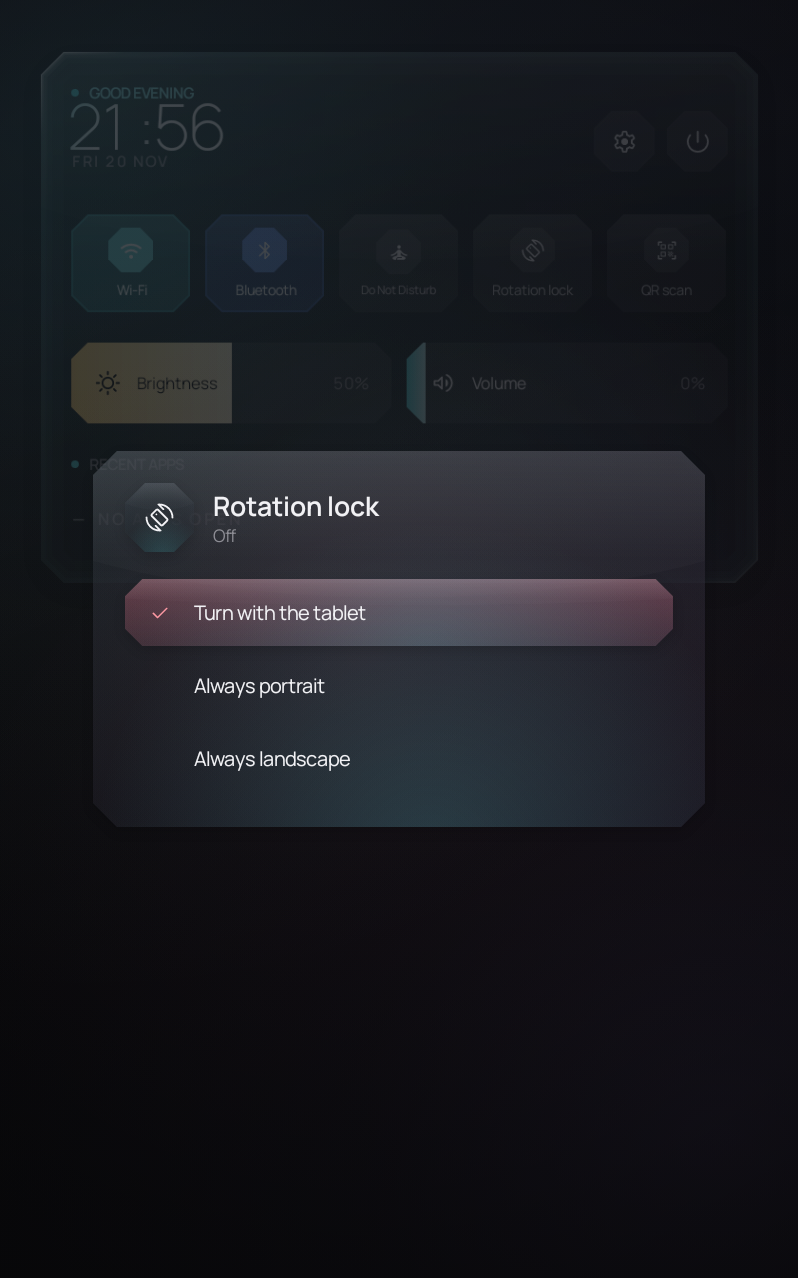 GOOD EVENING
21:56
FRI 20 NOV
Wi-Fi
Bluetooth
Do Not Disturb
Rotation lock
QR scan
Brightness
50%
Volume
0%
RECENT APPS
Rotation lock
Off
Turn with the tablet
Always portrait
Always landscape